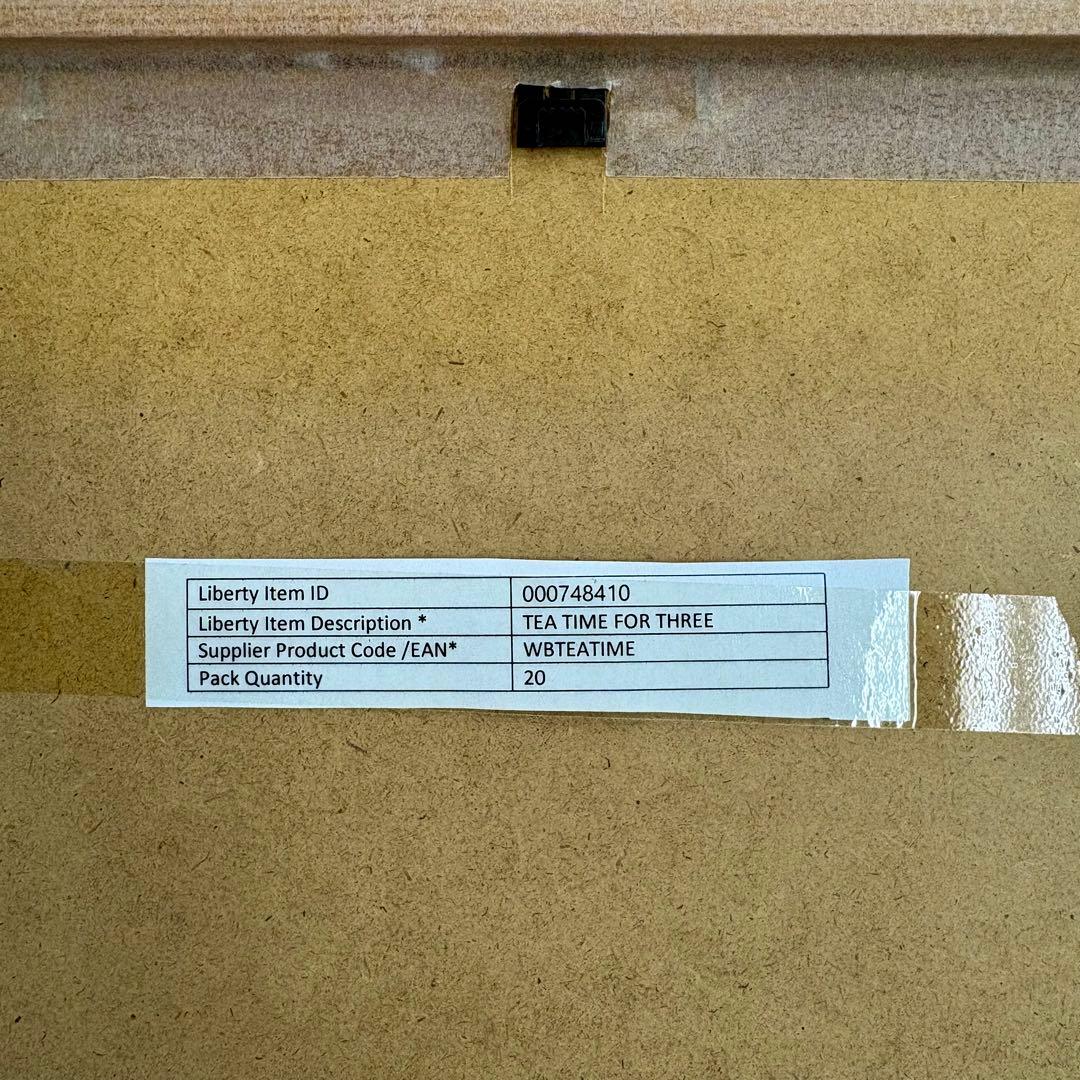 Liberty Item ID 000748410
Liberty Item Description * TEA TIME FOR THREE
Supplier Product Code /EAN* WBTEATIME
Pack Quantity 20